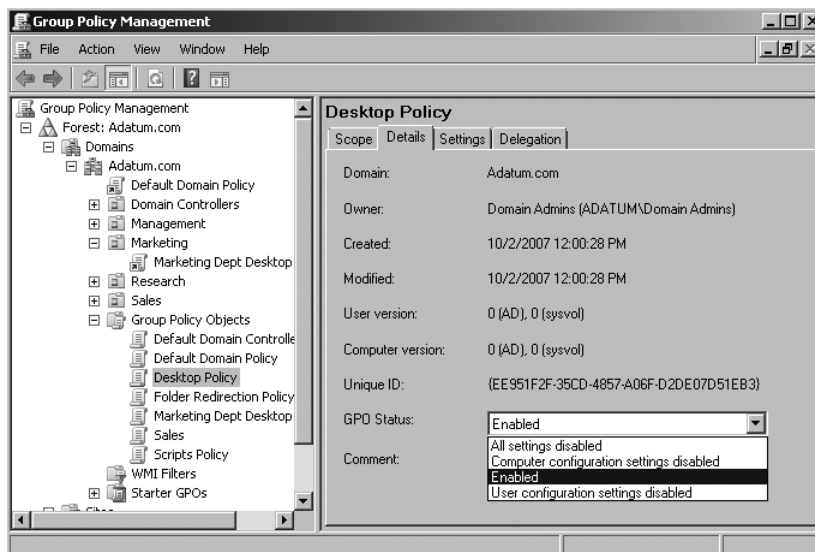 Group Policy Management
File Action View Window Help
Group Policy Management
Forest: Adatum.com
Domains
Adatum.com
Default Domain Policy
Domain Controllers
Management
Marketing
Marketing Dept Desktop
Research
Sales
Group Policy Objects
Default Domain Controlle
Default Domain Policy
Desktop Policy
Folder Redirection Policy
Marketing Dept Desktop
Sales
Scripts Policy
WMI Filters
Starter GPOs
Desktop Policy
Scope Details Settings Delegation
Domain: Adatum.com
Owner: Domain Admins (ADATUM\Domain Admins)
Created: 10/2/2007 12:00:28 PM
Modified: 10/2/2007 12:00:28 PM
User version: 0 (AD), 0 (sysvol)
Computer version: 0 (AD), 0 (sysvol)
Unique ID: {EE951F2F-35CD-4857-A06F-D2DE07D51EB3}
GPO Status: Enabled
All settings disabled
Computer configuration settings disabled
Enabled
User configuration settings disabled
Comment: